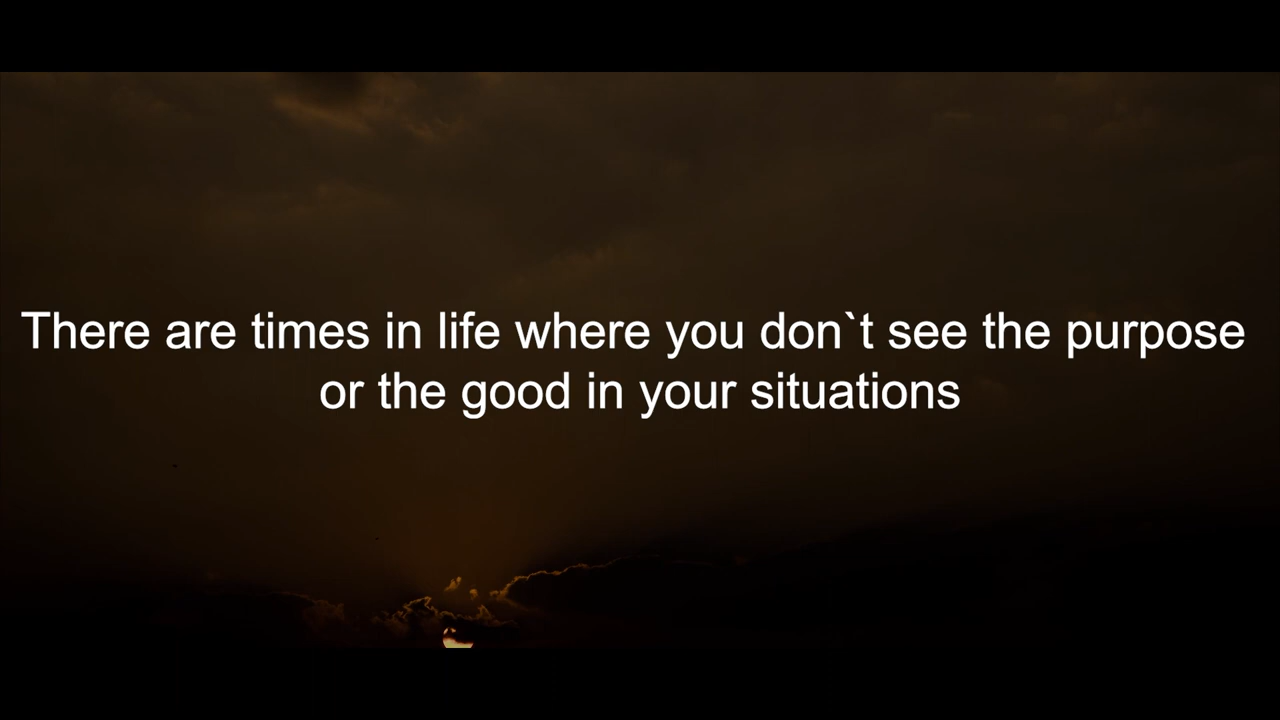 There are times in life where you don`t see the purpose
or the good in your situations